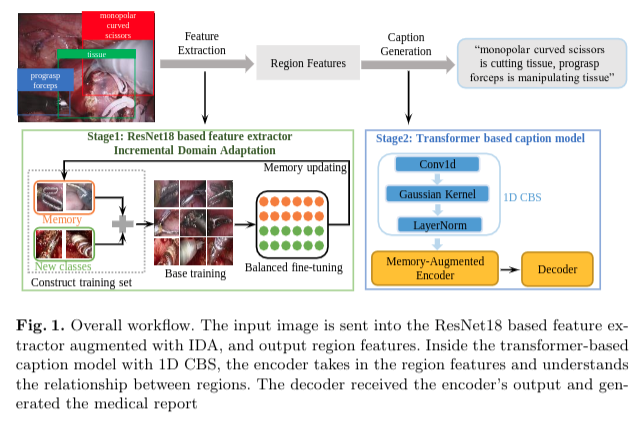 monopolar
curved
scissors
tissue
prograsp
forceps
Feature
Extraction
Region Features
Caption
Generation
“monopolar curved scissors
is cutting tissue, prograsp
forceps is manipulating tissue”
Stage1: ResNet18 based feature extractor
Incremental Domain Adaptation
Memory updating
Memory
New classes
Construct training set
Base training
Balanced fine-tuning
Stage2: Transformer based caption model
Conv1d
Gaussian Kernel
1D CBS
LayerNorm
Memory-Augmented
Encoder
Decoder
Fig. 1. Overall workflow. The input image is sent into the ResNet18 based feature ex-
tractor augmented with IDA, and output region features. Inside the transformer-based
caption model with 1D CBS, the encoder takes in the region features and understands
the relationship between regions. The decoder received the encoder’s output and gen-
erated the medical report